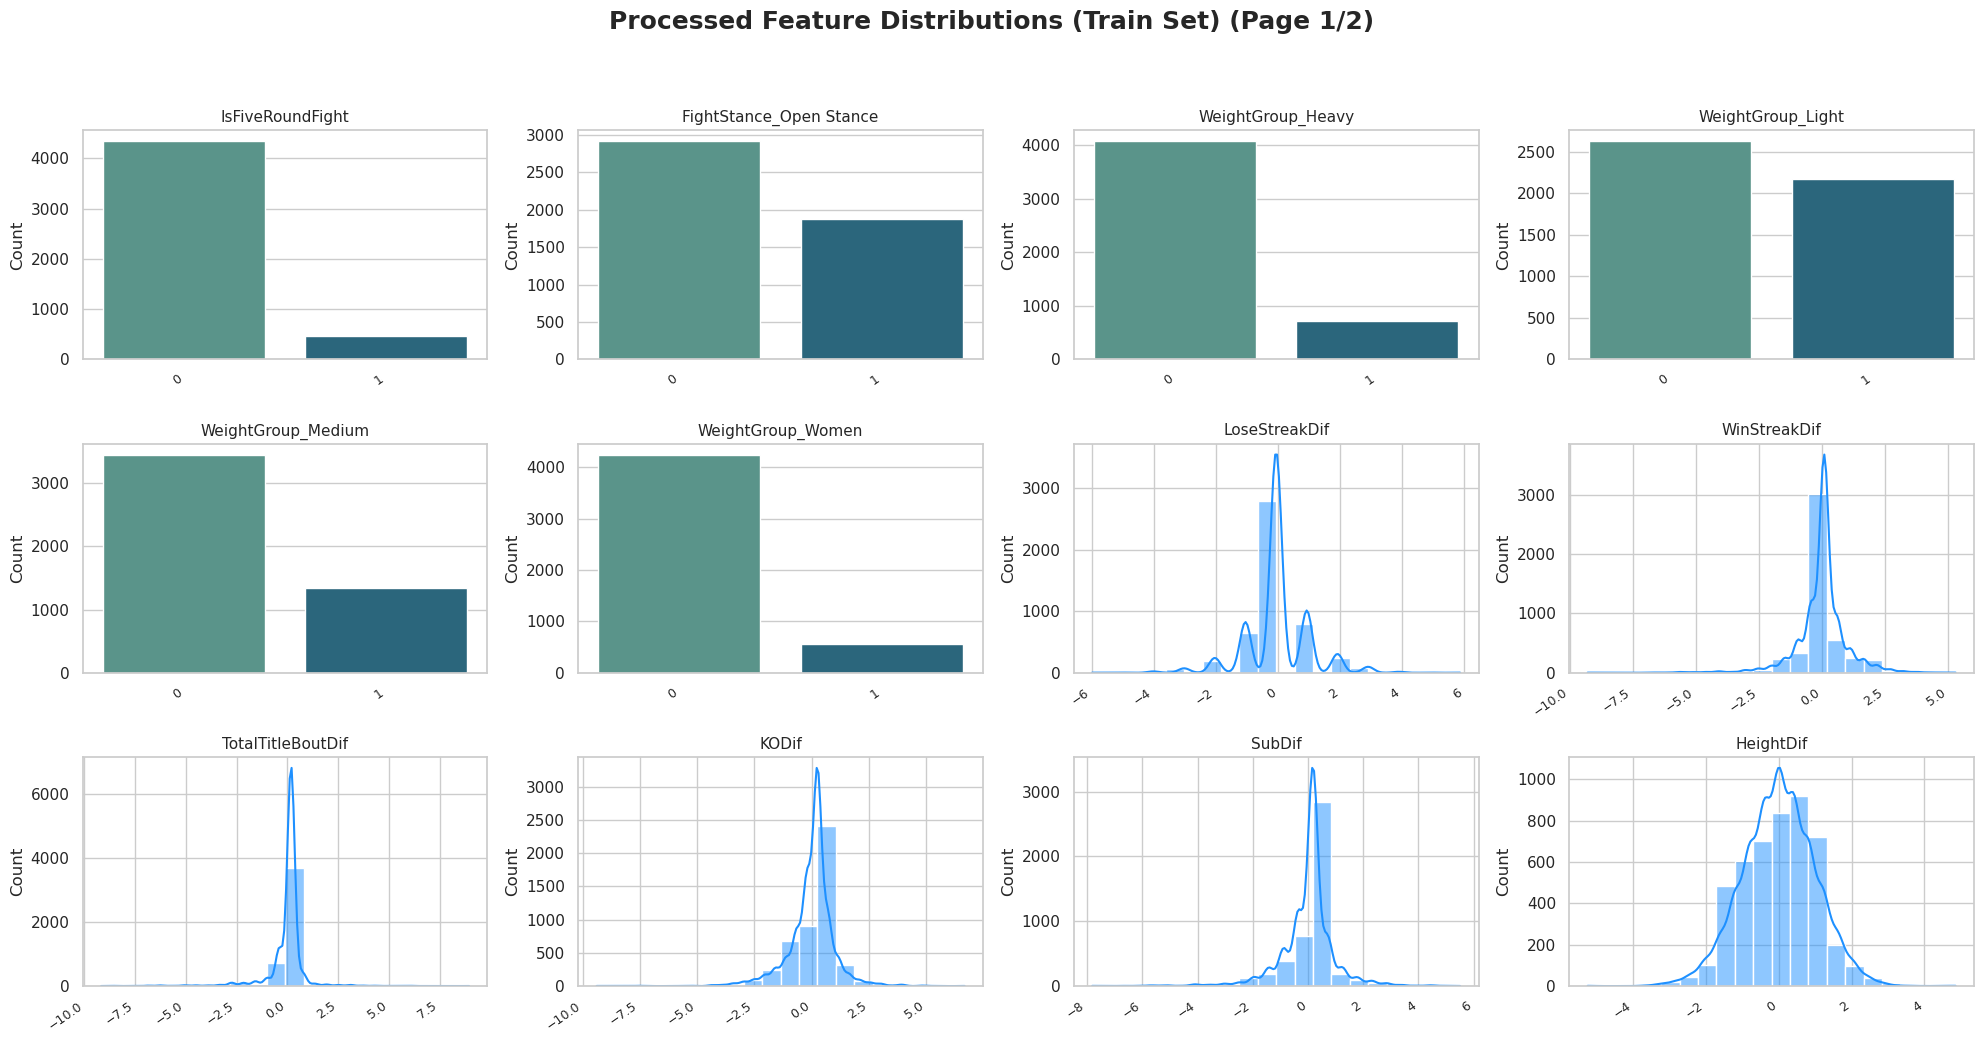 Processed Feature Distributions (Train Set) (Page 1/2)
IsFiveRoundFight
Count
4000
3000
2000
1000
0
0 1
FightStance_Open Stance
Count
3000
2500
2000
1500
1000
500
0
0 1
WeightGroup_Heavy
Count
4000
3000
2000
1000
0
0 1
WeightGroup_Light
Count
2500
2000
1500
1000
500
0
0 1
WeightGroup_Medium
Count
3000
2000
1000
0
0 1
WeightGroup_Women
Count
4000
3000
2000
1000
0
0 1
LoseStreakDif
Count
3000
2000
1000
0
−6 −4 −2 0 2 4 6
WinStreakDif
Count
3000
2000
1000
0
−10.0 −7.5 −5.0 −2.5 0.0 2.5 5.0
TotalTitleBoutDif
Count
6000
4000
2000
0
−10.0 −7.5 −5.0 −2.5 0.0 2.5 5.0 7.5
KODif
Count
3000
2500
2000
1500
1000
500
0
−10.0 −7.5 −5.0 −2.5 0.0 2.5 5.0
SubDif
Count
3000
2000
1000
0
−8 −6 −4 −2 0 2 4 6
HeightDif
Count
1000
800
600
400
200
0
−4 −2 0 2 4